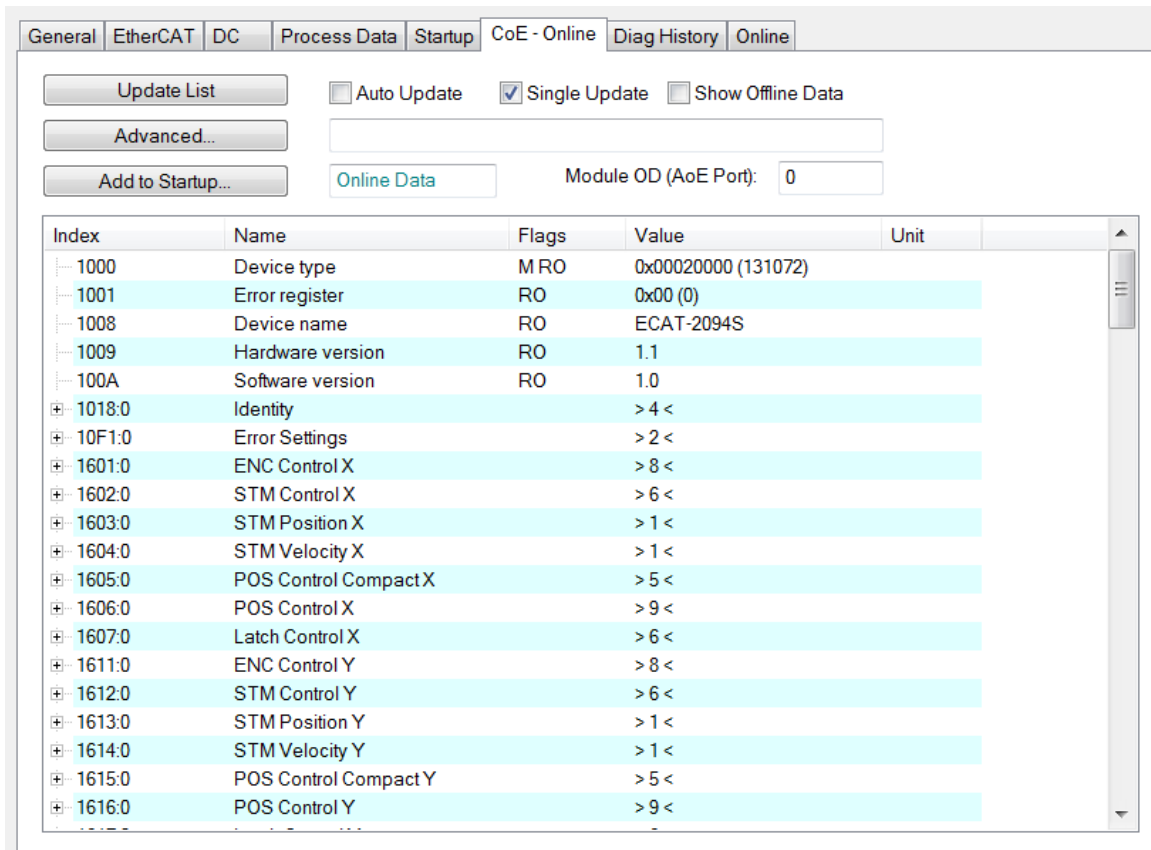 General EtherCAT DC Process Data Startup CoE - Online Diag History Online
Update List Auto Update Single Update Show Offline Data
Advanced...
Add to Startup... Online Data Module OD (AoE Port): 0
Index Name Flags Value Unit
1000 Device type M RO 0x00020000 (131072)
1001 Error register RO 0x00 (0)
1008 Device name RO ECAT-2094S
1009 Hardware version RO 1.1
100A Software version RO 1.0
1018:0 Identity > 4 <
10F1:0 Error Settings > 2 <
1601:0 ENC Control X > 8 <
1602:0 STM Control X > 6 <
1603:0 STM Position X > 1 <
1604:0 STM Velocity X > 1 <
1605:0 POS Control Compact X > 5 <
1606:0 POS Control X > 9 <
1607:0 Latch Control X > 6 <
1611:0 ENC Control Y > 8 <
1612:0 STM Control Y > 6 <
1613:0 STM Position Y > 1 <
1614:0 STM Velocity Y > 1 <
1615:0 POS Control Compact Y > 5 <
1616:0 POS Control Y > 9 <